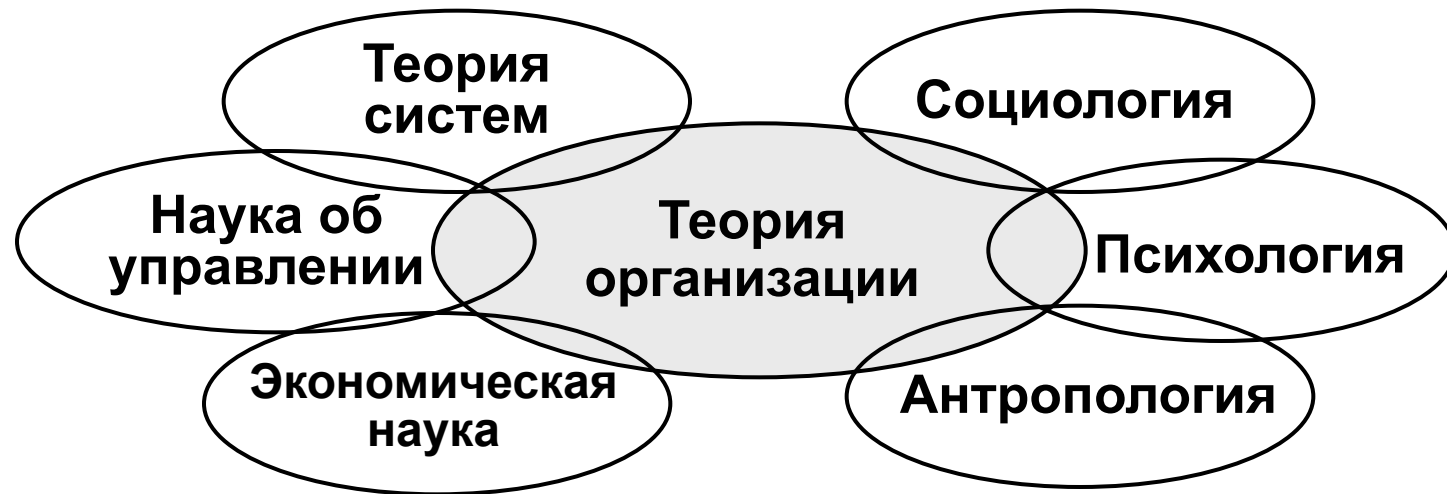 Теория
систем
Социология
Наука об
управлении
Теория
организации
Психология
Экономическая
наука
Антропология